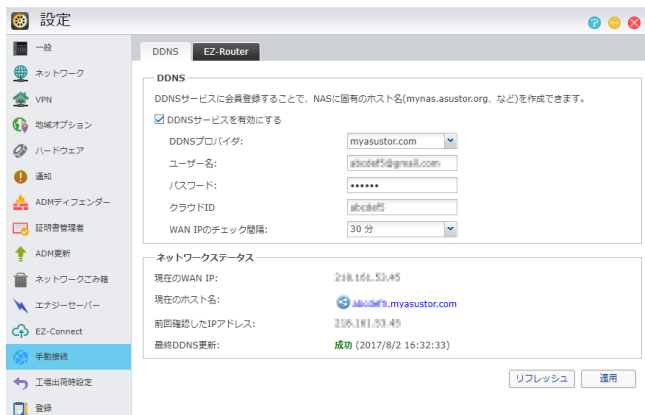 設定
一般
ネットワーク
VPN
地域オプション
ハードウェア
通知
ADMディフェンダー
証明書管理者
ADM更新
ネットワークごみ箱
エナジーセーバー
EZ-Connect
手動接続
工場出荷時設定
登録
DDNS EZ-Router
DDNS
DDNSサービスに会員登録することで、NASに固有のホスト名(mynas.asustor.org、など)を作成できます。
DDNSサービスを有効にする
DDNSプロバイダ: myasustor.com
ユーザー名:
パスワード: ••••••
クラウドID
WAN IPのチェック間隔: 30 分
ネットワークステータス
現在のWAN IP:
現在のホスト名: .myasustor.com
前回確認したIPアドレス:
最終DDNS更新: 成功 (2017/8/2 16:32:33)
リフレッシュ 適用